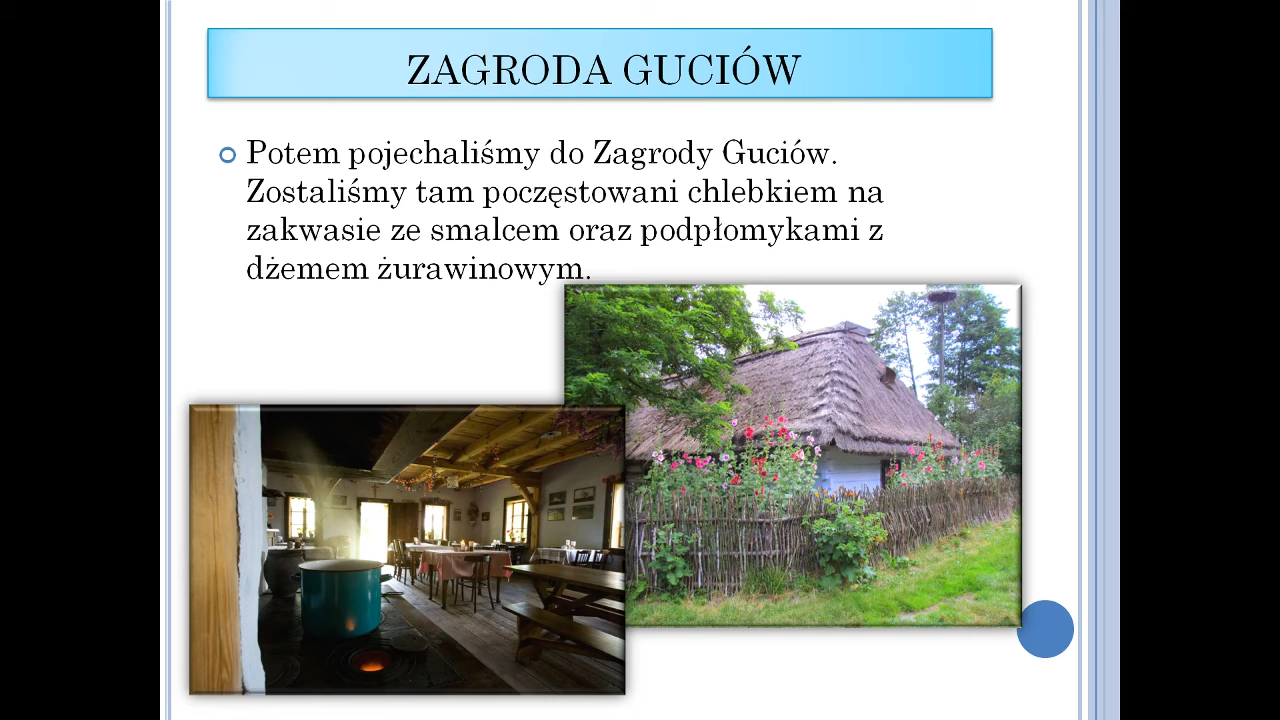 ZAGRODA GUCIÓW
Potem pojechaliśmy do Zagrody Guciów.
Zostaliśmy tam poczęstowani chlebkiem na
zakwasie ze smalcem oraz podpłomykami z
dżemem żurawinowym.